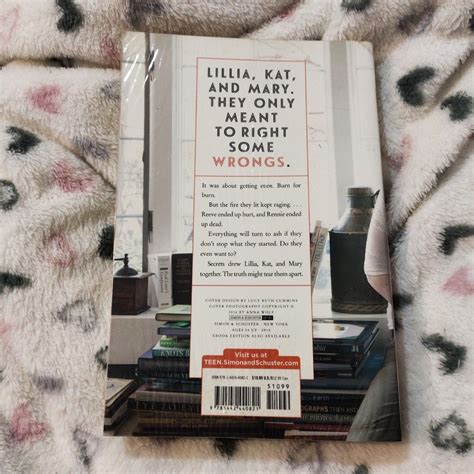 LILLIA, KAT,
AND MARY.
THEY ONLY
MEANT
TO RIGHT
SOME
WRONGS.
It was about getting even. Burn for
burn.
But the fire they lit kept raging. . . .
Reeve ended up hurt, and Rennie ended
up dead.
Everything will turn to ash if they
don't stop what they started. Do they
even want to?
Secrets drew Lillia, Kat, and Mary
together. The truth might tear them apart.
COVER DESIGN BY LUCY RUTH CUMMINS
COVER PHOTOGRAPHY COPYRIGHT ©
2014 BY ANNA WOLF
SIMON & SCHUSTER
SIMON & SCHUSTER · NEW YORK
AGES 14 UP · 0914
EBOOK EDITION ALSO AVAILABLE
Visit us at
TEEN.SimonandSchuster.com
51099
9 781442 440821